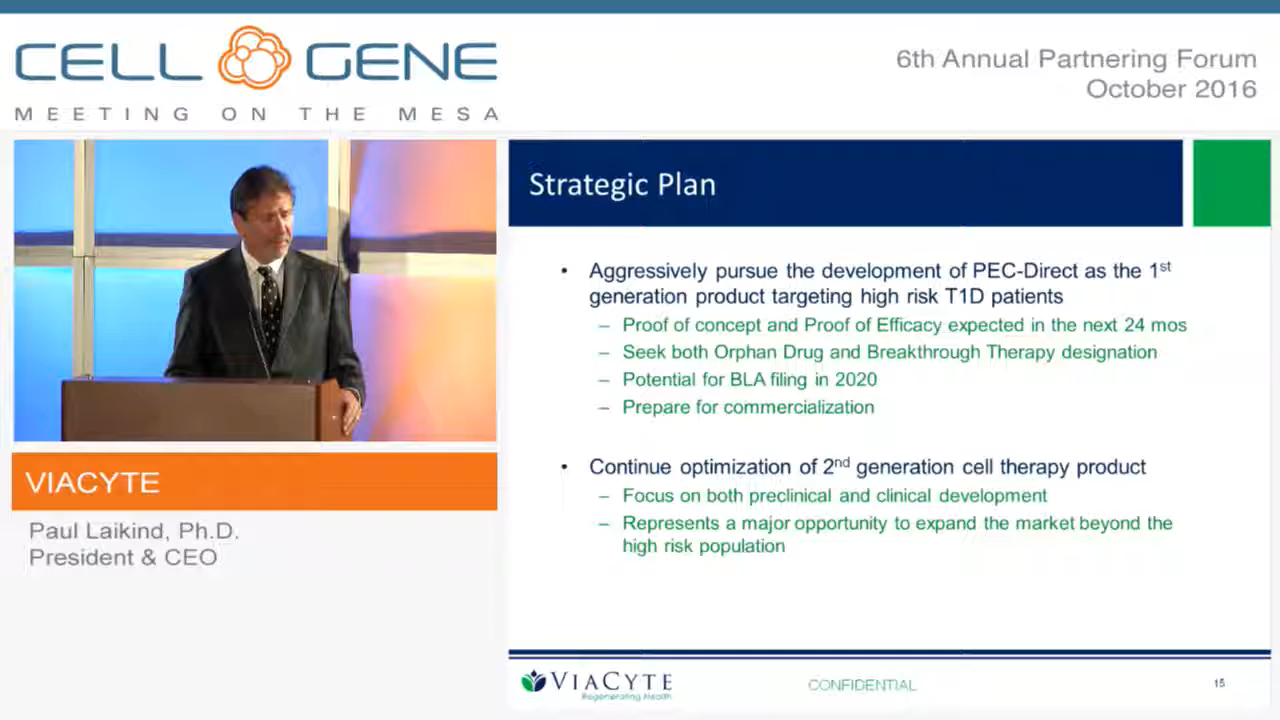 CELL GENE
MEETING ON THE MESA
6th Annual Partnering Forum
October 2016
VIACYTE
Paul Laikind, Ph.D.
President & CEO
Strategic Plan
• Aggressively pursue the development of PEC-Direct as the 1st
generation product targeting high risk T1D patients
– Proof of concept and Proof of Efficacy expected in the next 24 mos
– Seek both Orphan Drug and Breakthrough Therapy designation
– Potential for BLA filing in 2020
– Prepare for commercialization
• Continue optimization of 2nd generation cell therapy product
– Focus on both preclinical and clinical development
– Represents a major opportunity to expand the market beyond the
high risk population
VIACYTE
Regenerating Health
CONFIDENTIAL
15